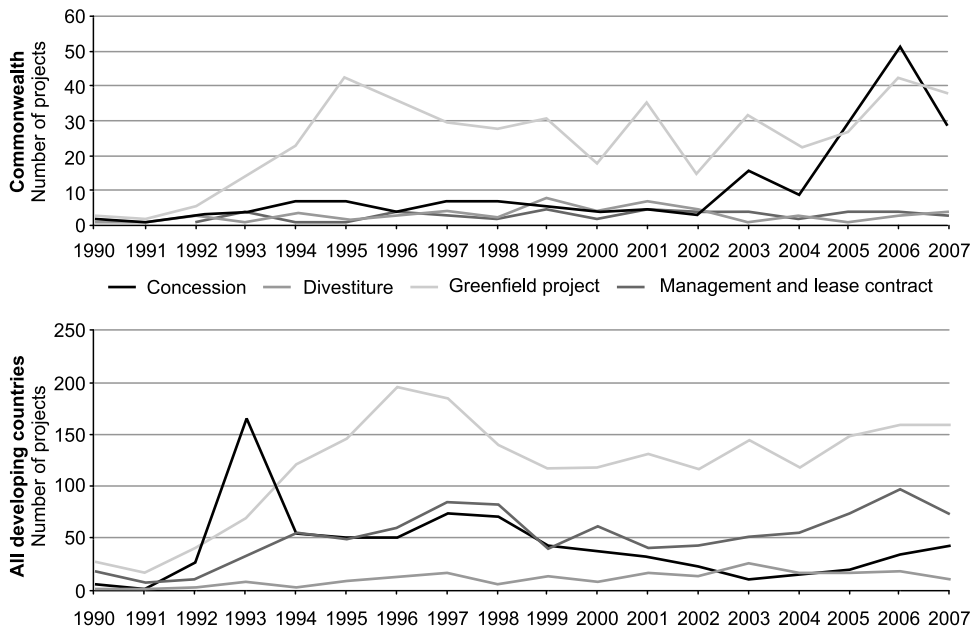 Commonwealth
Number of projects
60
50
40
30
20
10
0
1990 1991 1992 1993 1994 1995 1996 1997 1998 1999 2000 2001 2002 2003 2004 2005 2006 2007
Concession Divestiture Greenfield project Management and lease contract
All developing countries
Number of projects
250
200
150
100
50
0
1990 1991 1992 1993 1994 1995 1996 1997 1998 1999 2000 2001 2002 2003 2004 2005 2006 2007